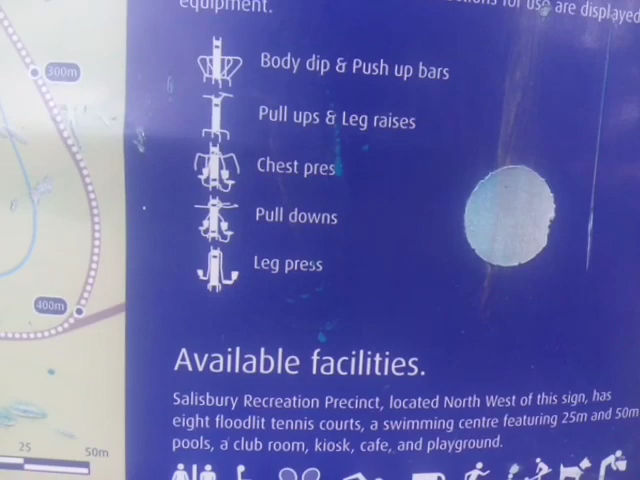 equipment.
for use are displayed
300m
Body dip & Push up bars
Pull ups & Leg raises
Chest pres
Pull downs
Leg press
400m
Available facilities.
Salisbury Recreation Precinct, located North West of this sign, has
eight floodlit tennis courts, a swimming centre featuring 25m and 50m
pools, a club room, kiosk, cafe, and playground.
25
50m